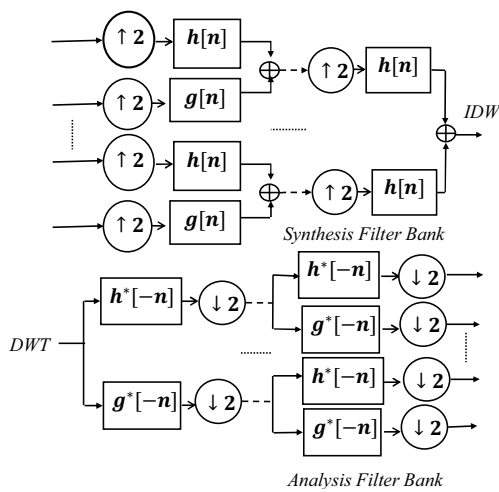 ↑ 2 h[n] ↑ 2 h[n]
↑ 2 g[n] IDW
↑ 2 h[n]
↑ 2 g[n] ↑ 2 h[n]
Synthesis Filter Bank
h*[−n] ↓ 2 h*[−n] ↓ 2
g*[−n] ↓ 2
DWT
g*[−n] ↓ 2 h*[−n] ↓ 2
g*[−n] ↓ 2
Analysis Filter Bank